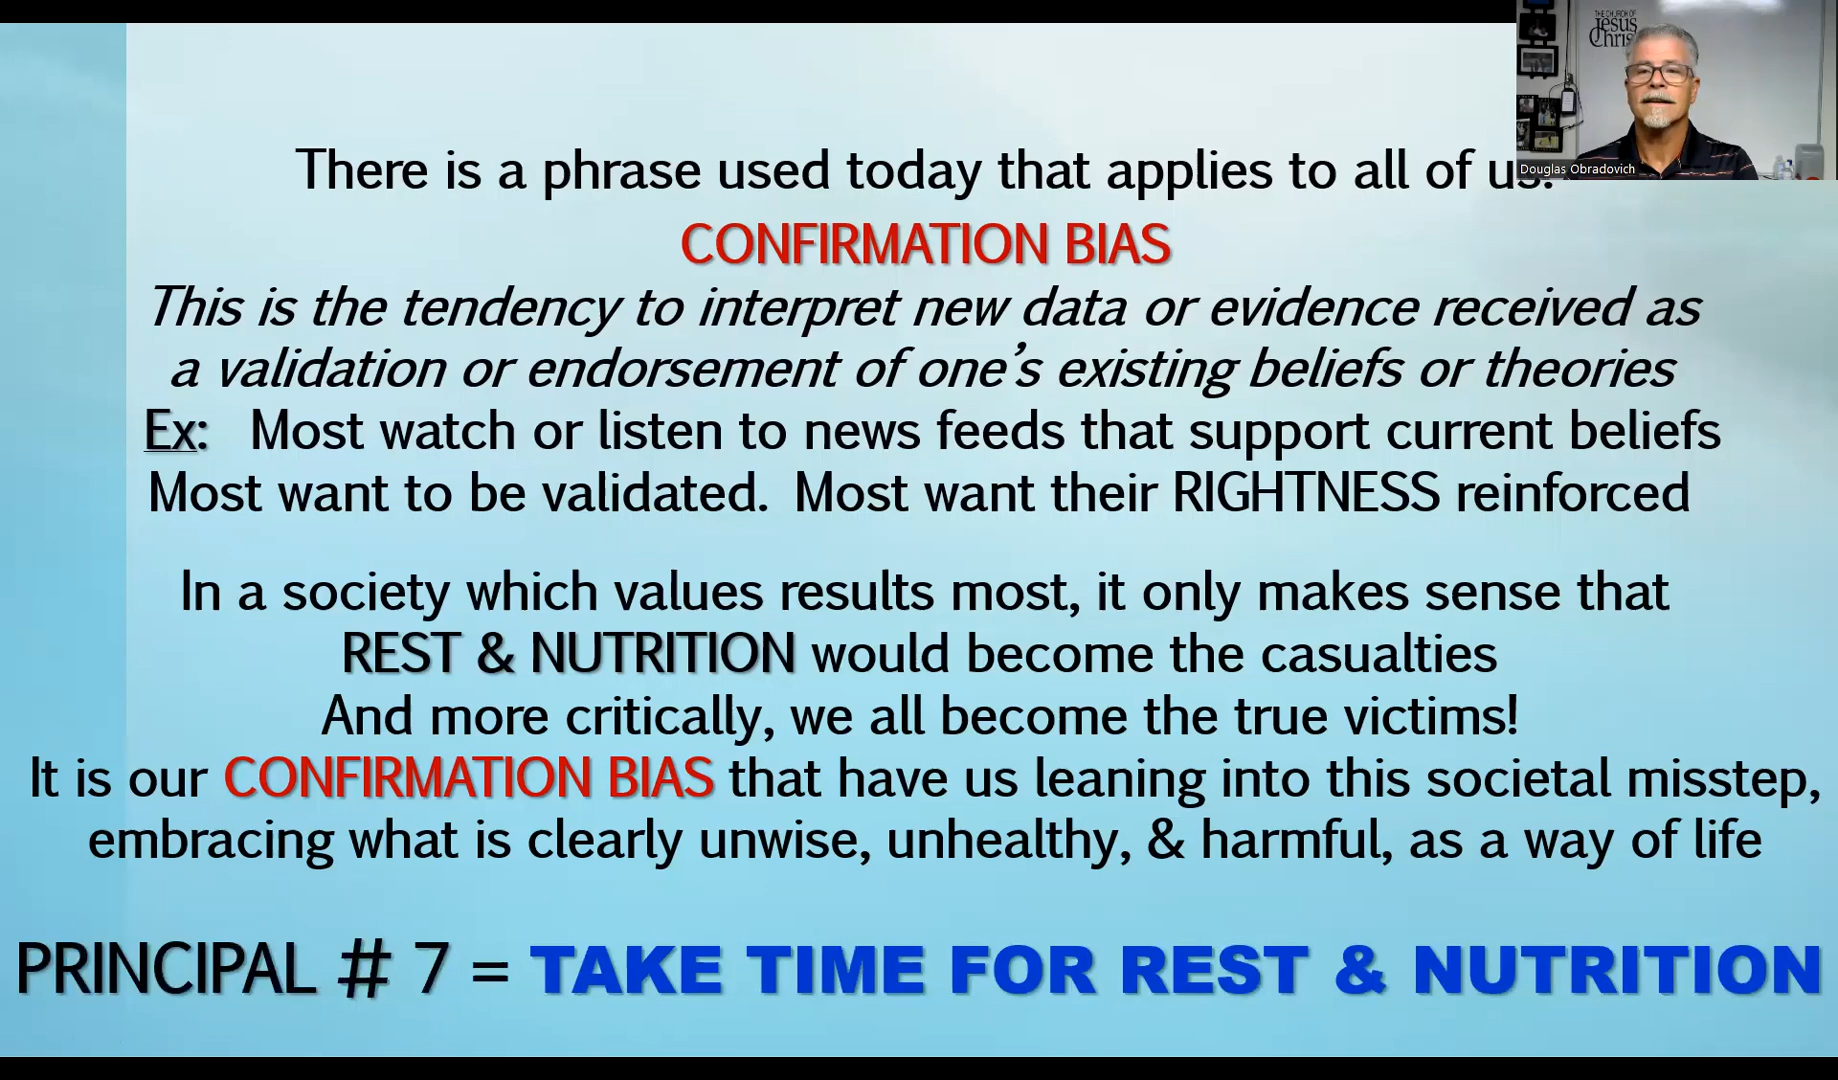 THE CHURCH OF
Jesus
Chris
Douglas Obradovich
There is a phrase used today that applies to all of us:
CONFIRMATION BIAS
This is the tendency to interpret new data or evidence received as
a validation or endorsement of one’s existing beliefs or theories
Ex: Most watch or listen to news feeds that support current beliefs
Most want to be validated. Most want their RIGHTNESS reinforced
In a society which values results most, it only makes sense that
REST & NUTRITION would become the casualties
And more critically, we all become the true victims!
It is our CONFIRMATION BIAS that have us leaning into this societal misstep,
embracing what is clearly unwise, unhealthy, & harmful, as a way of life
PRINCIPAL # 7 = TAKE TIME FOR REST & NUTRITION